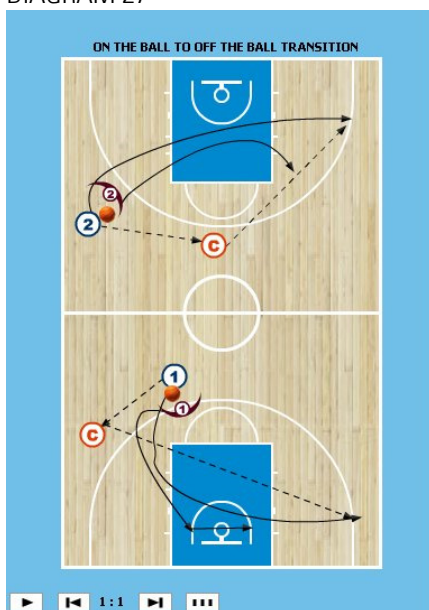 DIAGRAM 27
ON THE BALL TO OFF THE BALL TRANSITION
2
2
C
1
1
C
1 : 1